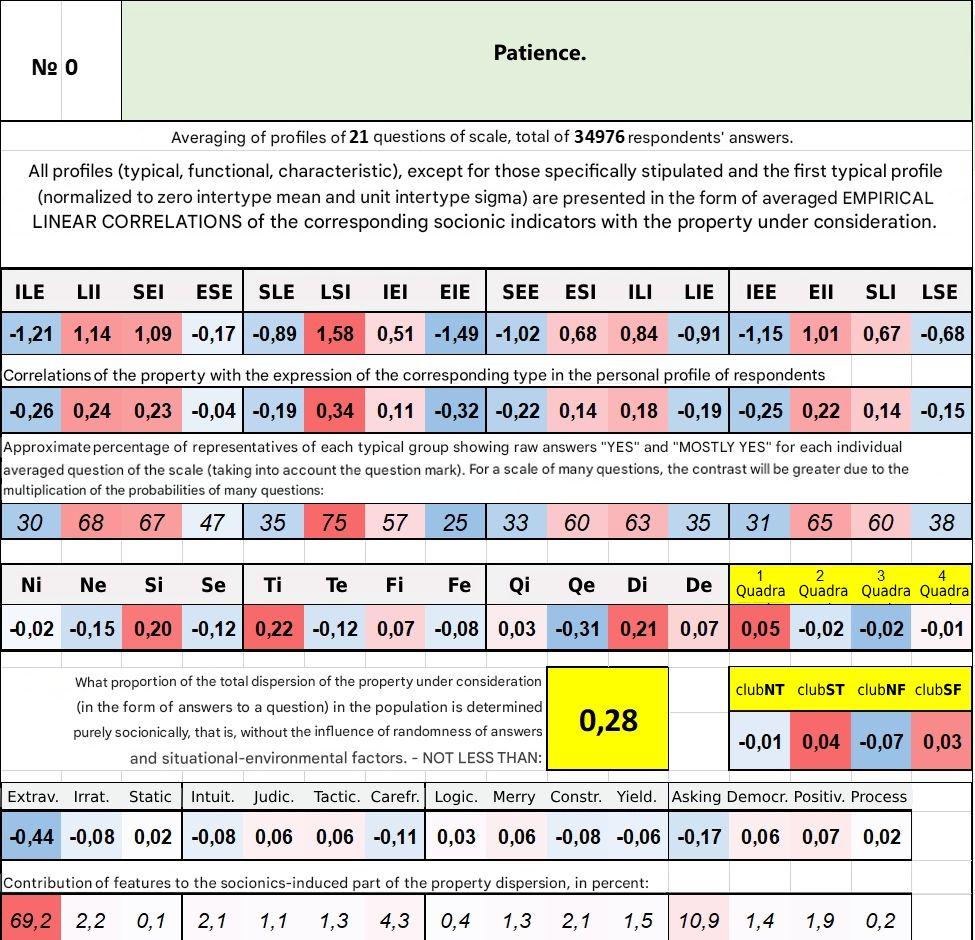 № 0
Patience.
Averaging of profiles of 21 questions of scale, total of 34976 respondents' answers.
All profiles (typical, functional, characteristic), except for those specifically stipulated and the first typical profile
(normalized to zero intertype mean and unit intertype sigma) are presented in the form of averaged EMPIRICAL
LINEAR CORRELATIONS of the corresponding socionic indicators with the property under consideration.
ILE LII SEI ESE SLE LSI IEI EIE SEE ESI ILI LIE IEE EII SLI LSE
-1,21 1,14 1,09 -0,17 -0,89 1,58 0,51 -1,49 -1,02 0,68 0,84 -0,91 -1,15 1,01 0,67 -0,68
Correlations of the property with the expression of the corresponding type in the personal profile of respondents
-0,26 0,24 0,23 -0,04 -0,19 0,34 0,11 -0,32 -0,22 0,14 0,18 -0,19 -0,25 0,22 0,14 -0,15
Approximate percentage of representatives of each typical group showing raw answers "YES" and "MOSTLY YES" for each individual
averaged question of the scale (taking into account the question mark). For a scale of many questions, the contrast will be greater due to the
multiplication of the probabilities of many questions:
30 68 67 47 35 75 57 25 33 60 63 35 31 65 60 38
Ni Ne Si Se Ti Te Fi Fe Qi Qe Di De 1 Quadra 2 Quadra 3 Quadra 4 Quadra
-0,02 -0,15 0,20 -0,12 0,22 -0,12 0,07 -0,08 0,03 -0,31 0,21 0,07 0,05 -0,02 -0,02 -0,01
What proportion of the total dispersion of the property under consideration
(in the form of answers to a question) in the population is determined
purely socionically, that is, without the influence of randomness of answers
and situational-environmental factors. - NOT LESS THAN:
0,28
clubNT clubST clubNF clubSF
-0,01 0,04 -0,07 0,03
Extrav. Irrat. Static Intuit. Judic. Tactic. Carefr. Logic. Merry Constr. Yield. Asking Democr. Positiv. Process
-0,44 -0,08 0,02 -0,08 0,06 0,06 -0,11 0,03 0,06 -0,08 -0,06 -0,17 0,06 0,07 0,02
Contribution of features to the socionics-induced part of the property dispersion, in percent:
69,2 2,2 0,1 2,1 1,1 1,3 4,3 0,4 1,3 2,1 1,5 10,9 1,4 1,9 0,2